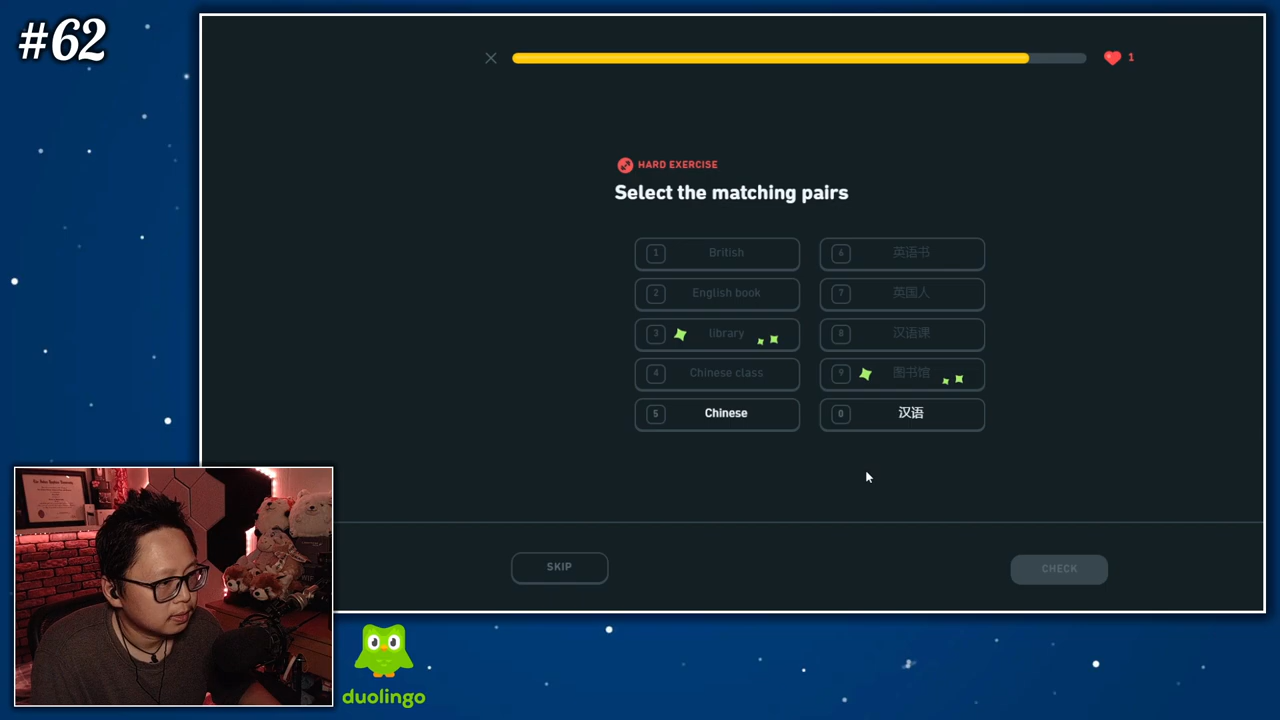 #62
1
HARD EXERCISE
Select the matching pairs
1 British
6 英语书
2 English book
7 英国人
3 library
8 汉语课
4 Chinese class
9 图书馆
5 Chinese
0 汉语
SKIP
CHECK
duolingo